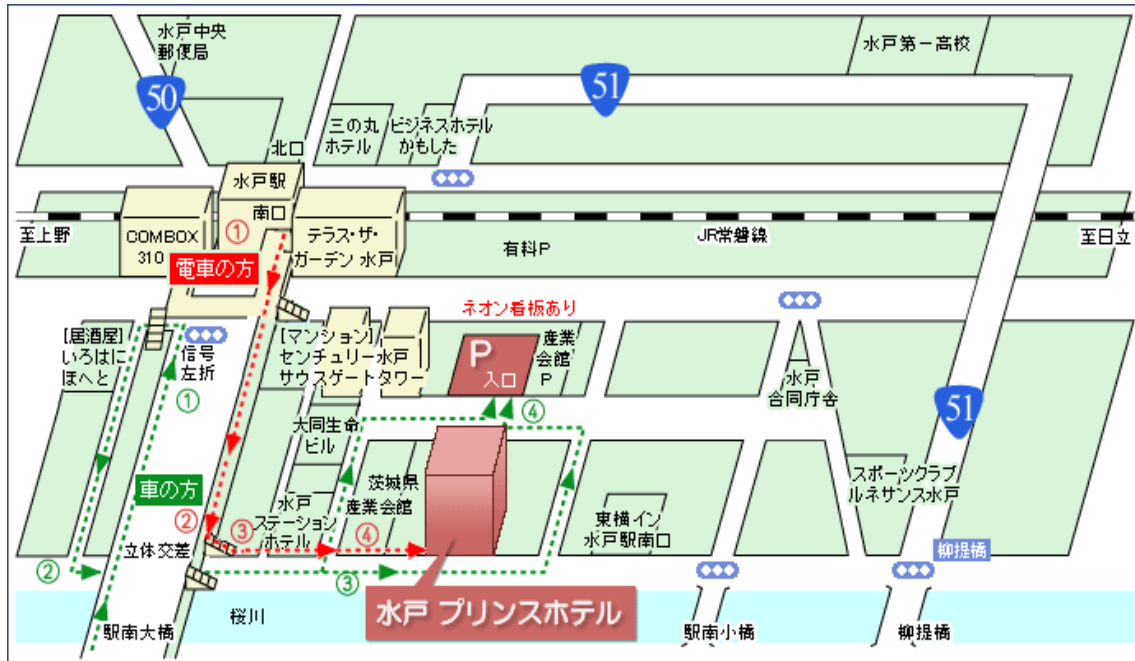 水戸中央
郵便局
水戸第一高校
50
51
三の丸
ホテル
ビジネスホテル
かもした
北口
水戸駅
南口
①
COMBOX
310
テラス・ザ・
ガーデン 水戸
有料P
JR常磐線
至上野
至日立
電車の方
ネオン看板あり
[居酒屋]
いろはに
ほへと
信号
左折
①
[マンション]
センチュリー
サウスゲート
水戸
タワー
P
入口
産業
会館
P
④
水戸
合同庁舎
51
大同生命
ビル
車の方
茨城県
産業会館
スポーツクラブ
ルネサンス水戸
水戸
ステーション
ホテル
東横イン
水戸駅南口
②
③
④
立体交差
②
③
柳提橋
水戸 プリンスホテル
桜川
駅南大橋
駅南小橋
柳提橋